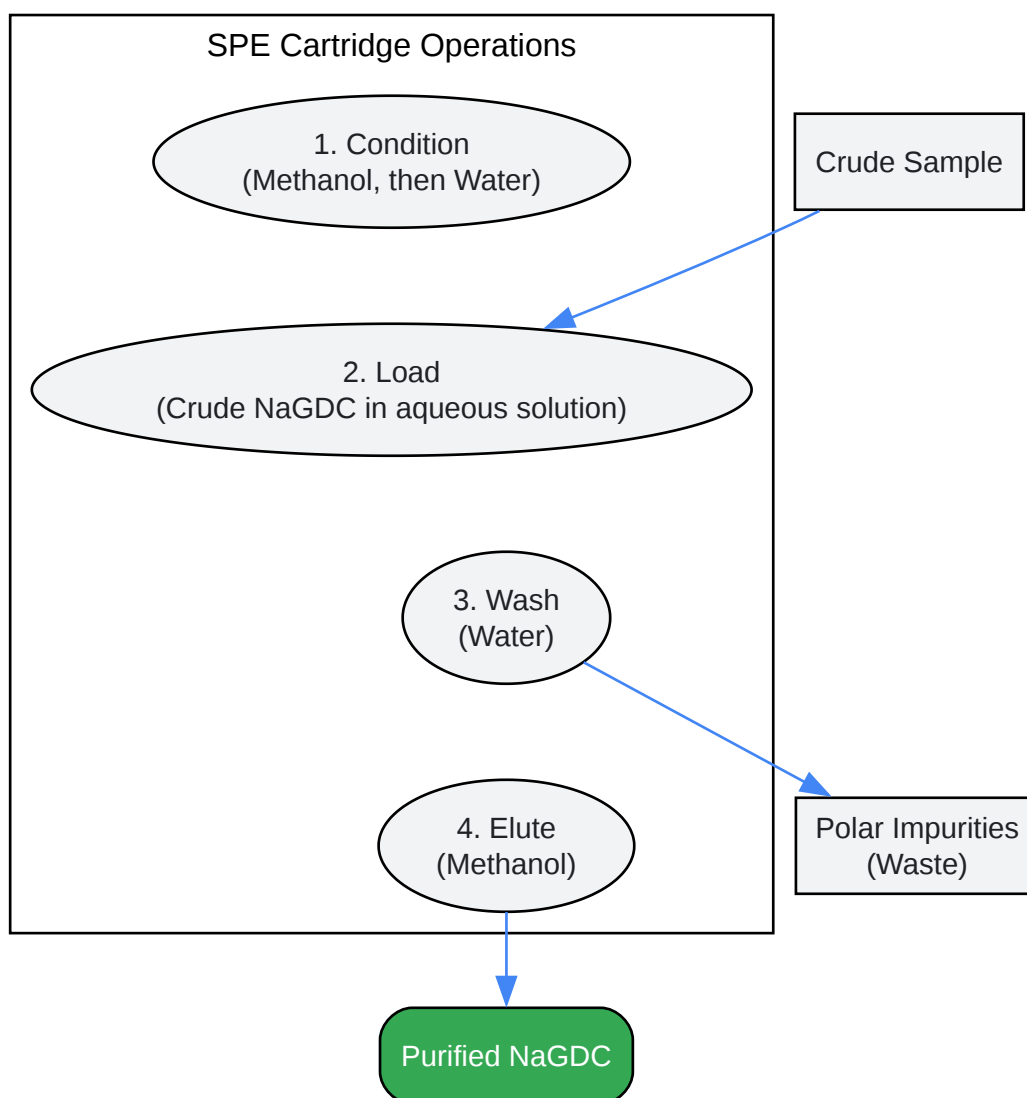 SPE Cartridge Operations
1. Condition
(Methanol, then Water)
Crude Sample
2. Load
(Crude NaGDC in aqueous solution)
3. Wash
(Water)
4. Elute
(Methanol)
Polar Impurities
(Waste)
Purified NaGDC